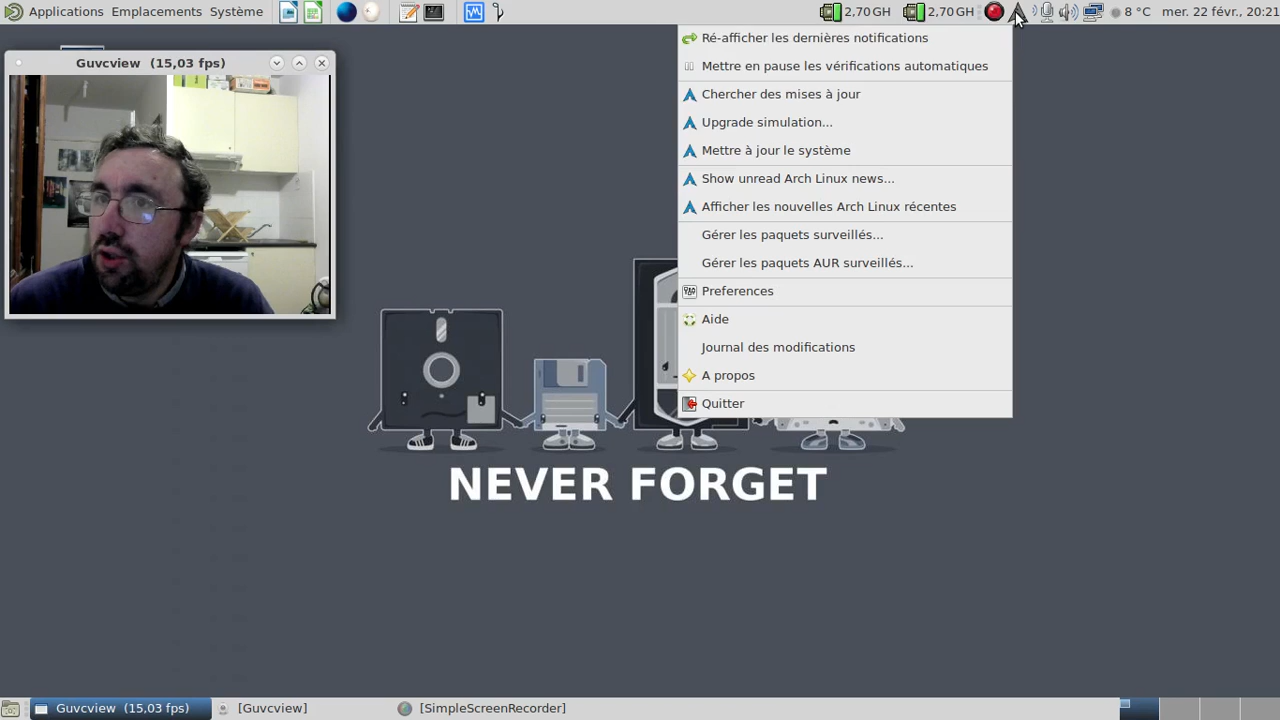 Applications Emplacements Système 2,70 GH 2,70 GH 8 °C mer. 22 févr., 20:21
Guvcview (15,03 fps)
Ré-afficher les dernières notifications
Mettre en pause les vérifications automatiques
Chercher des mises à jour
Upgrade simulation...
Mettre à jour le système
Show unread Arch Linux news...
Afficher les nouvelles Arch Linux récentes
Gérer les paquets surveillés...
Gérer les paquets AUR surveillés...
Preferences
Aide
Journal des modifications
A propos
Quitter
NEVER FORGET
Guvcview (15,03 fps) [Guvcview] [SimpleScreenRecorder]